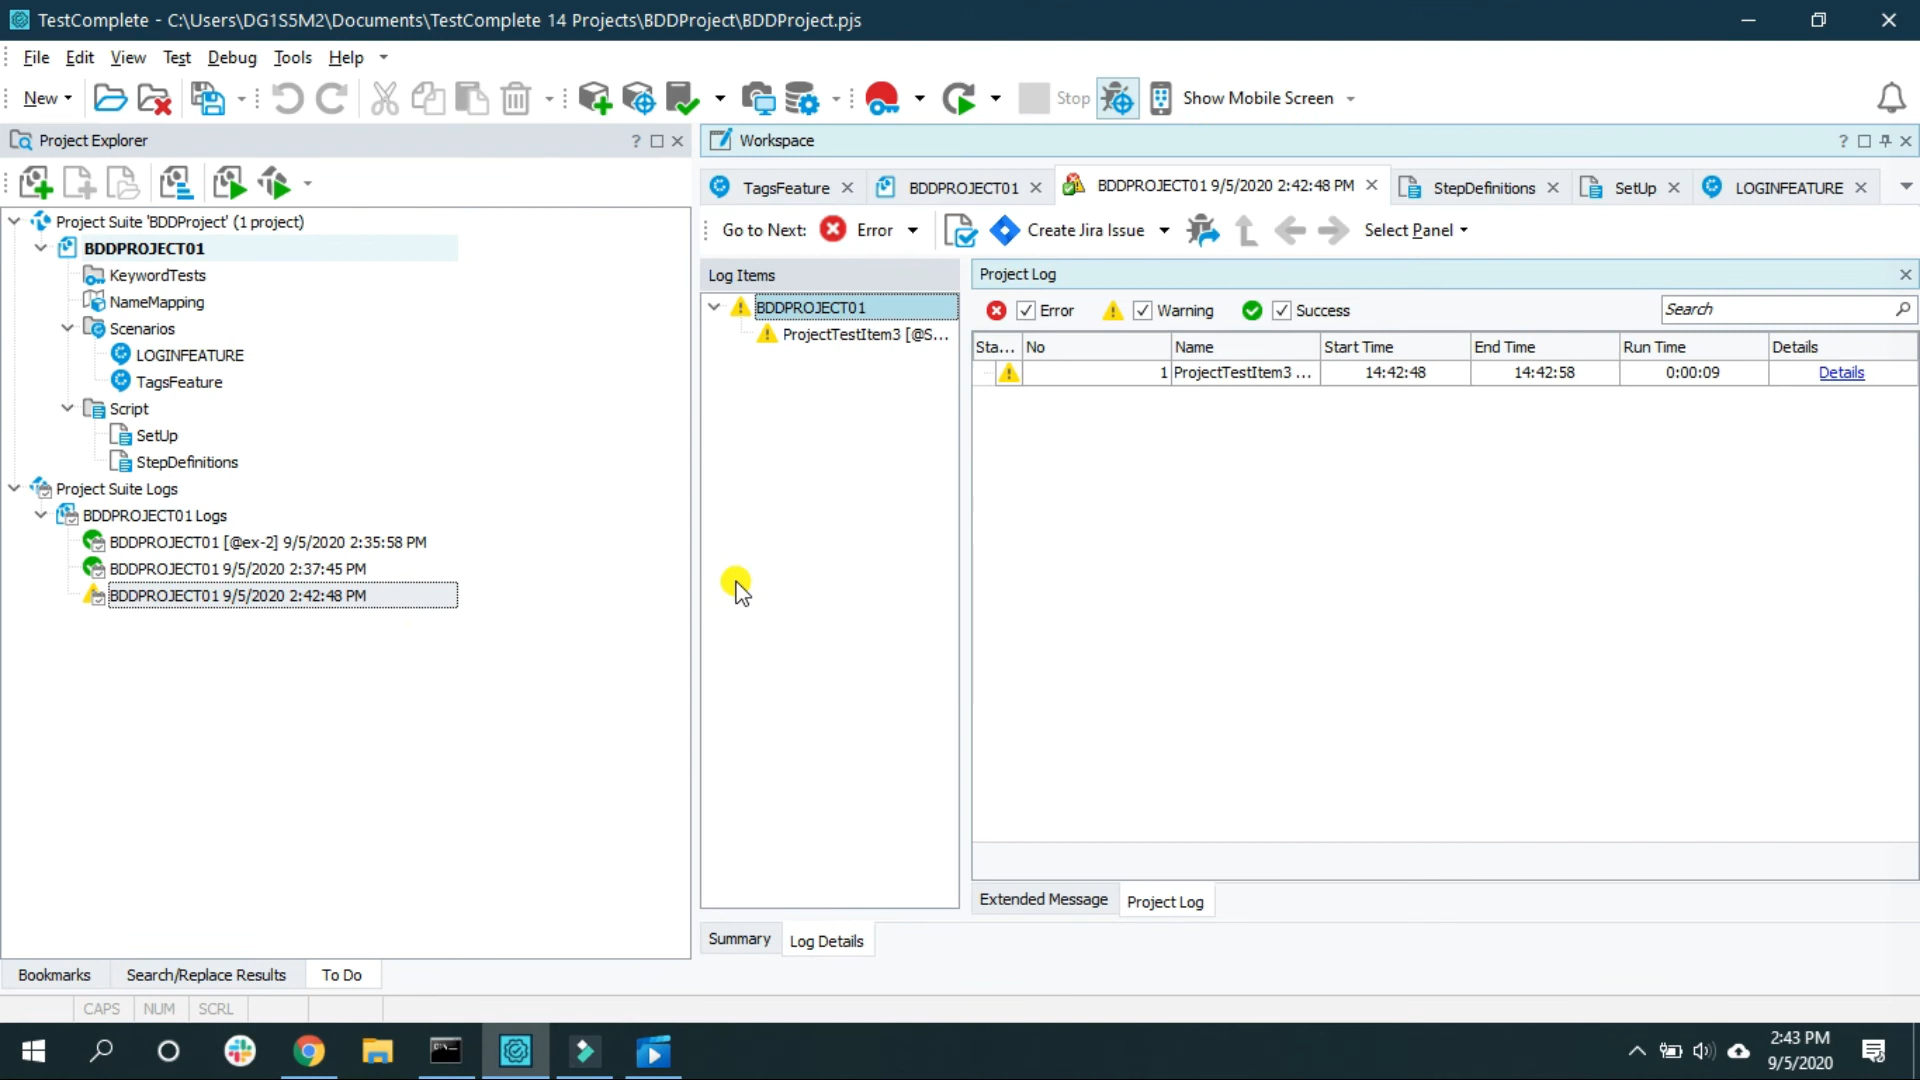 TestComplete - C:\Users\DG1S5M2\Documents\TestComplete 14 Projects\BDDProject\BDDProject.pjs
File Edit View Test Debug Tools Help
New Stop Show Mobile Screen
Project Explorer ?
Workspace ?
TagsFeature BDDPROJECT01 BDDPROJECT01 9/5/2020 2:42:48 PM StepDefinitions SetUp LOGINFEATURE
Go to Next: Error Create Jira Issue Select Panel
Project Suite 'BDDProject' (1 project)
BDDPROJECT01
KeywordTests
NameMapping
Scenarios
LOGINFEATURE
TagsFeature
Script
SetUp
StepDefinitions
Project Suite Logs
BDDPROJECT01 Logs
BDDPROJECT01 [@ex-2] 9/5/2020 2:35:58 PM
BDDPROJECT01 9/5/2020 2:37:45 PM
BDDPROJECT01 9/5/2020 2:42:48 PM
Log Items
BDDPROJECT01
ProjectTestItem3 [@S...
Project Log
Error Warning Success Search
Sta... No Name Start Time End Time Run Time Details
1 ProjectTestItem3 ... 14:42:48 14:42:58 0:00:09 Details
Extended Message Project Log
Summary Log Details
Bookmarks Search/Replace Results To Do
CAPS NUM SCRL
2:43 PM
9/5/2020